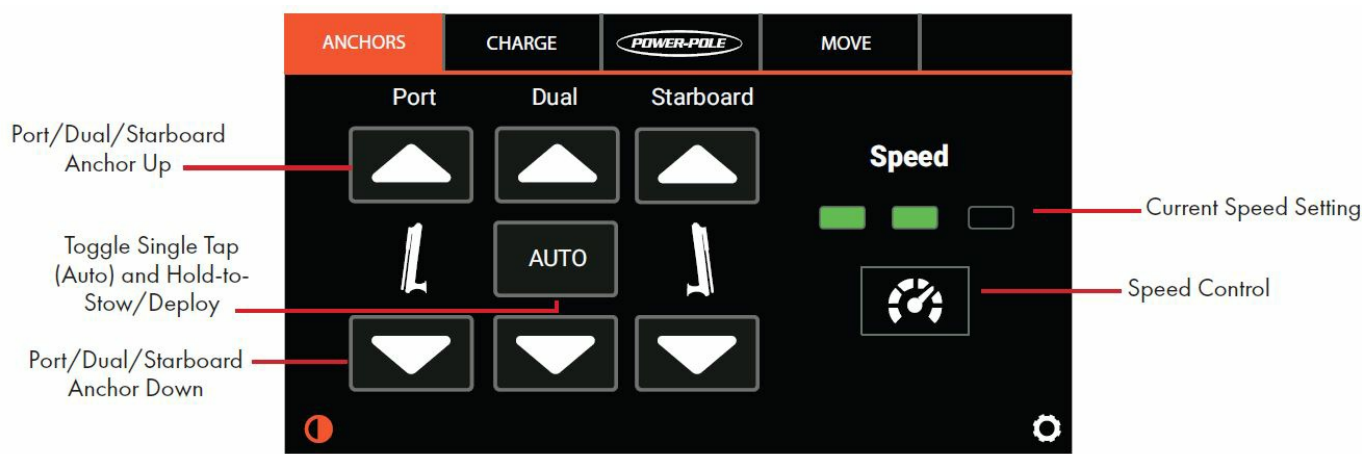 ANCHORS
CHARGE
POWER-POLE
MOVE
Port
Dual
Starboard
Port/Dual/Starboard
Anchor Up
Speed
Current Speed Setting
Toggle Single Tap
(Auto) and Hold-to-
Stow/Deploy
AUTO
Speed Control
Port/Dual/Starboard
Anchor Down